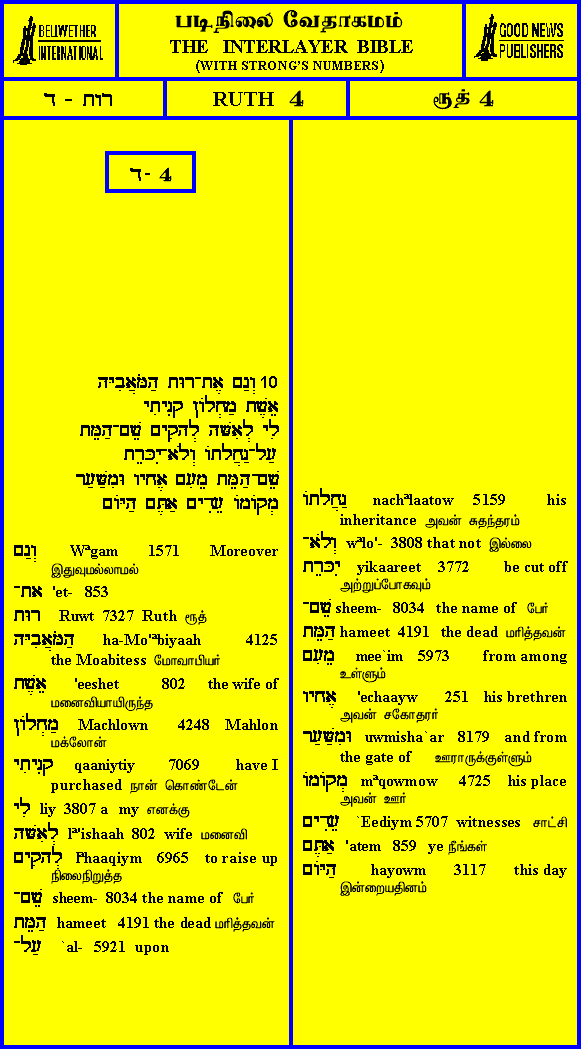 BELIWETHER
INTERNATIONAL
படிநிலை வேதாகமம்
THE INTERLAYER BIBLE
(WITH STRONG'S NUMBERS)
GOOD NEWS
PUBLISHERS
רות - ד
RUTH 4
ரூத் 4
ד- 4
10 וְגַם אֶת־רוּת הַמֹּאֲבִיָּה
אֵשֶׁת מַחְלוֹן קָנִיתִי
לִי לְאִשָּׁה לְהָקִים שֵׁם־הַמֵּת
עַל־נַחֲלָתוֹ וְלֹא־יִכָּרֵת
שֵׁם־הַמֵּת מֵעִם אֶחָיו וּמִשַּׁעַר
מְקוֹמוֹ עֵדִים אַתֶּם הַיּוֹם
וְגַם Wªgam 1571 Moreover
இதுவுமல்லாமல்
את־ 'et- 853
רוּת Ruwt 7327 Ruth ரூத்
הַמֹּאֲבִיָּה ha-Mo'ªbiyaah 4125
the Moabitess மோவாபியர்
אֵשֶׁת 'eeshet 802 the wife of
மனைவியாயிருந்த
מַחְלוֹן Machlown 4248 Mahlon
மக்லோன்
קָנִיתִי qaaniytiy 7069 have I
purchased நான் கொண்டேன்
לִי liy 3807 a my எனக்கு
לְאִשָּׁה lª'ishaah 802 wife மனைவி
לְהָקִים lªhaaqiym 6965 to raise up
நிலைநிறுத்த
שֵׁם־ sheem- 8034 the name of பேர்
הַמֵּת hameet 4191 the dead மரித்தவன்
עַל־ `al- 5921 upon
נַחֲלָתוֹ nachªlaatow 5159 his
inheritance அவன் சுதந்தரம்
וְלֹא־ wªlo'- 3808 that not இல்லை
יִכָּרֵת yikaareet 3772 be cut off
அற்றுப்போகவும்
שֵׁם־ sheem- 8034 the name of பேர்
הַמֵּת hameet 4191 the dead மரித்தவன்
מֵעִם mee`im 5973 from among
உள்ளும்
אֶחָיו 'echaayw 251 his brethren
அவன் சகோதரர்
וּמִשַּׁעַר uwmisha`ar 8179 and from
the gate of ஊராருக்குள்ளும்
מְקוֹמוֹ mªqowmow 4725 his place
அவன் ஊர்
עֵדִים `Eediym 5707 witnesses சாட்சி
אַתֶּם 'atem 859 ye நீங்கள்
הַיּוֹם hayowm 3117 this day
இன்றையதினம்